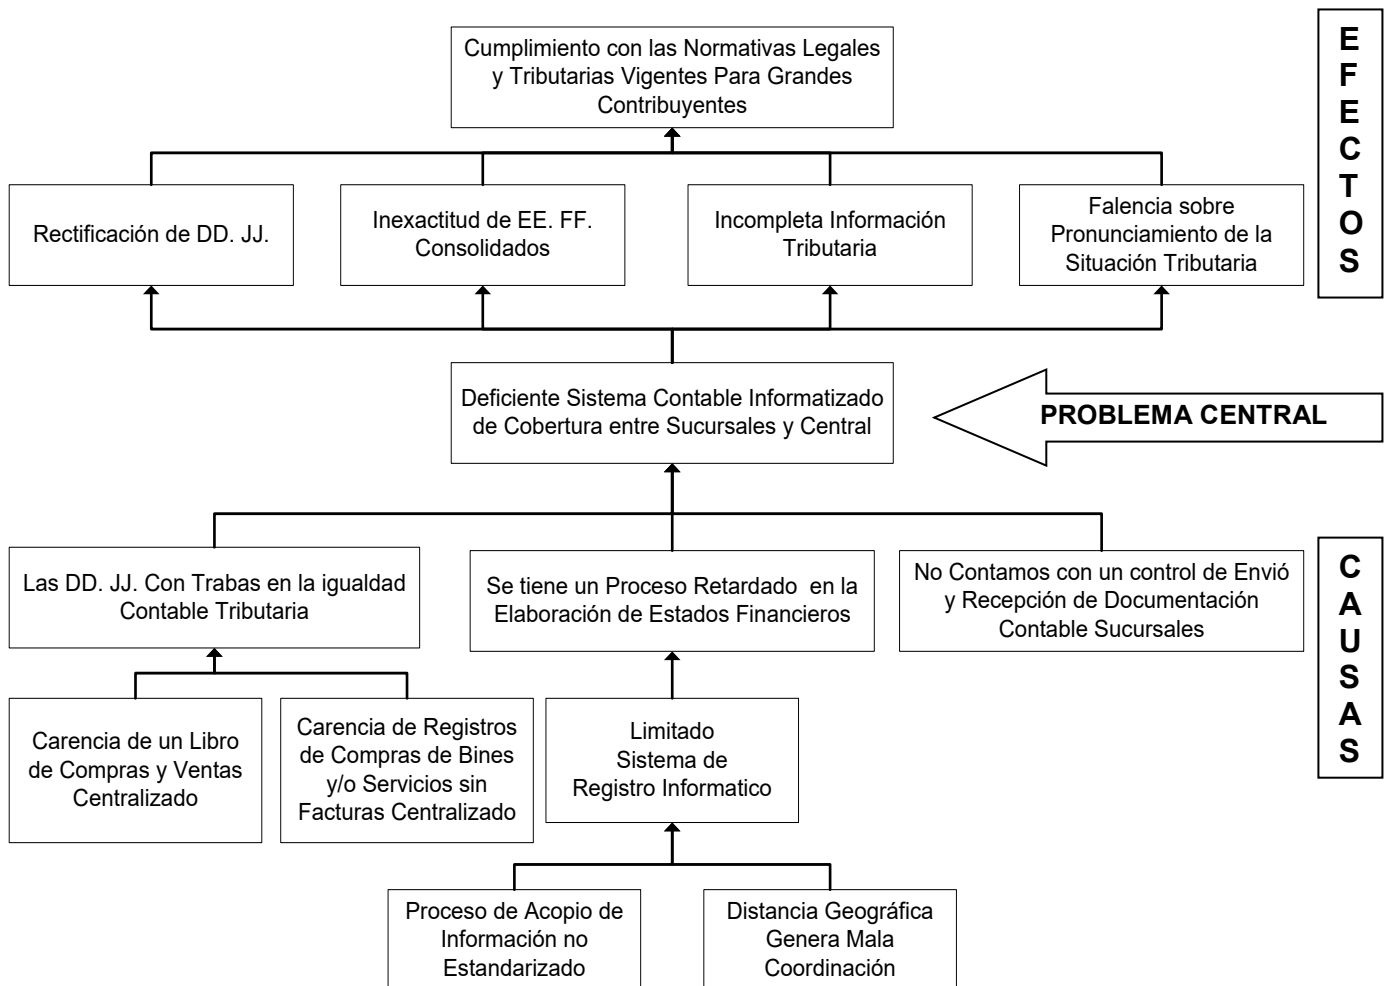 Cumplimiento con las Normativas Legales
y Tributarias Vigentes Para Grandes
Contribuyentes
E
F
E
C
T
O
S
Rectificación de DD. JJ.
Inexactitud de EE. FF.
Consolidados
Incompleta Información
Tributaria
Falencia sobre
Pronunciamiento de la
Situación Tributaria
Deficiente Sistema Contable Informatizado
de Cobertura entre Sucursales y Central
PROBLEMA CENTRAL
Las DD. JJ. Con Trabas en la igualdad
Contable Tributaria
Se tiene un Proceso Retardado en la
Elaboración de Estados Financieros
No Contamos con un control de Envió
y Recepción de Documentación
Contable Sucursales
C
A
U
S
A
S
Carencia de un Libro
de Compras y Ventas
Centralizado
Carencia de Registros
de Compras de Bines
y/o Servicios sin
Facturas Centralizado
Limitado
Sistema de
Registro Informatico
Proceso de Acopio de
Información no
Estandarizado
Distancia Geográfica
Genera Mala
Coordinación